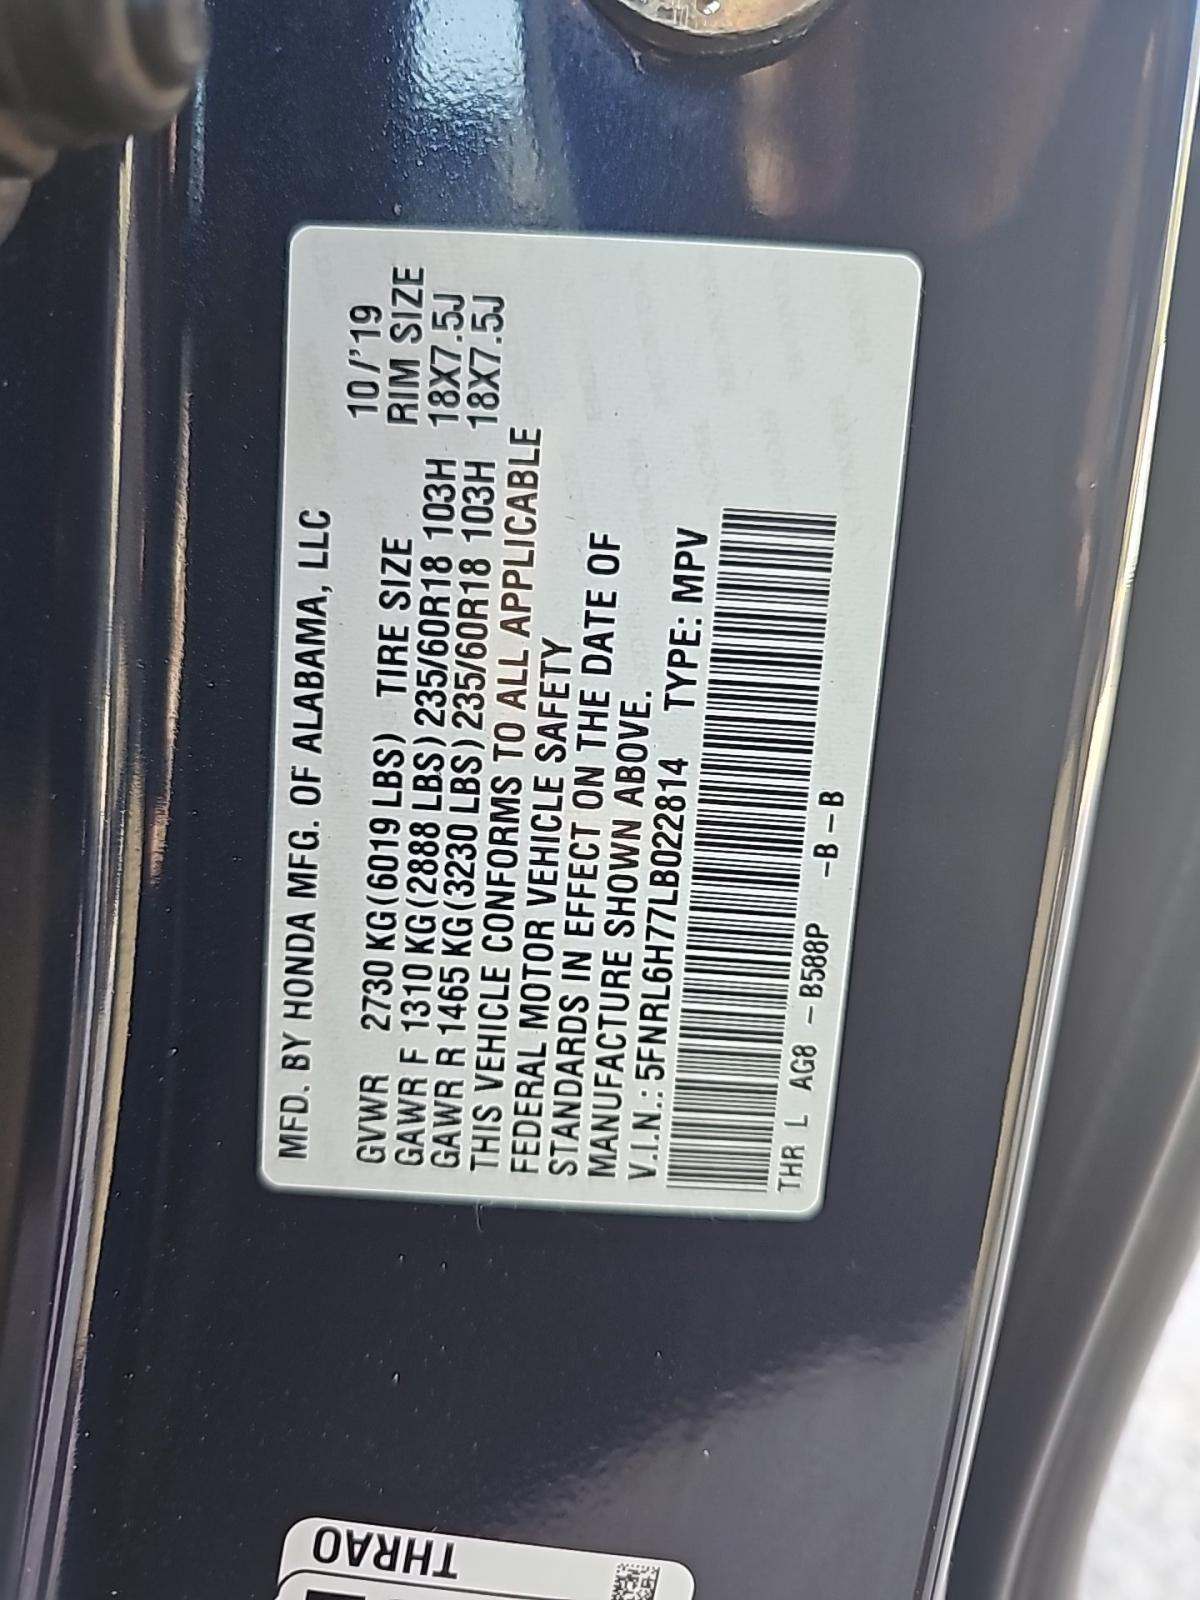 MFD. BY HONDA MFG. OF ALABAMA, LLC
10/'19
GVWR 2730 KG(6019 LBS) TIRE SIZE RIM SIZE
GAWR F 1310 KG(2888 LBS)235/60R18 103H 18X7.5J
GAWR R 1465 KG(3230 LBS)235/60R18 103H 18X7.5J
THIS VEHICLE CONFORMS TO ALL APPLICABLE
FEDERAL MOTOR VEHICLE SAFETY
STANDARDS IN EFFECT ON THE DATE OF
MANUFACTURE SHOWN ABOVE.
V.I.N.: 5FNRL6H77LB022814 TYPE: MPV
THR L AG8 - B588P -B-B
THRA0